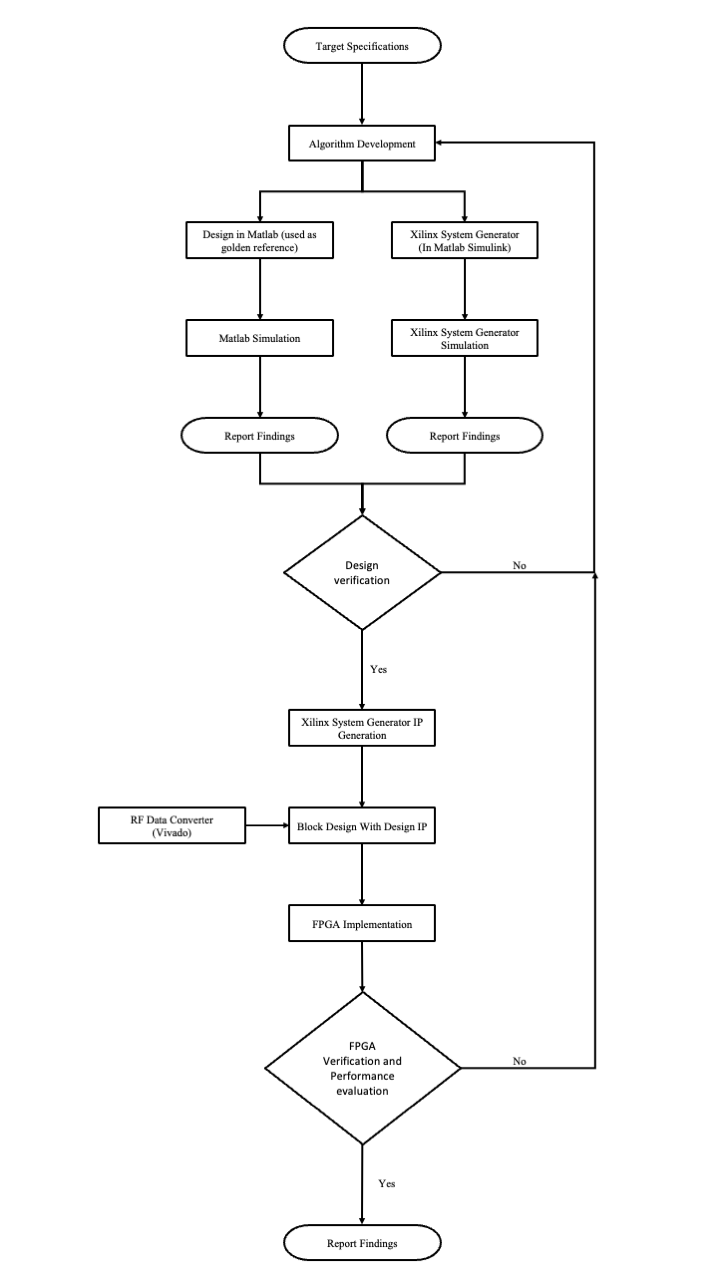 Target Specifications
Algorithm Development
Design in Matlab (used as
golden reference)
Xilinx System Generator
(In Matlab Simulink)
Matlab Simulation
Xilinx System Generator
Simulation
Report Findings
Report Findings
Design
verification
No
Yes
Xilinx System Generator IP
Generation
RF Data Converter
(Vivado)
Block Design With Design IP
FPGA Implementation
FPGA
Verification and
Performance
evaluation
No
Yes
Report Findings